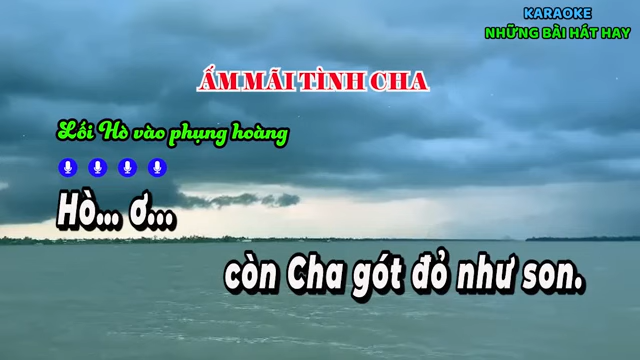 KARAOKE
NHỮNG BÀI HÁT HAY
ẤM MÃI TÌNH CHA
Lối Hò vào phụng hoàng
Hò... ơ...
còn Cha gót đỏ như son.